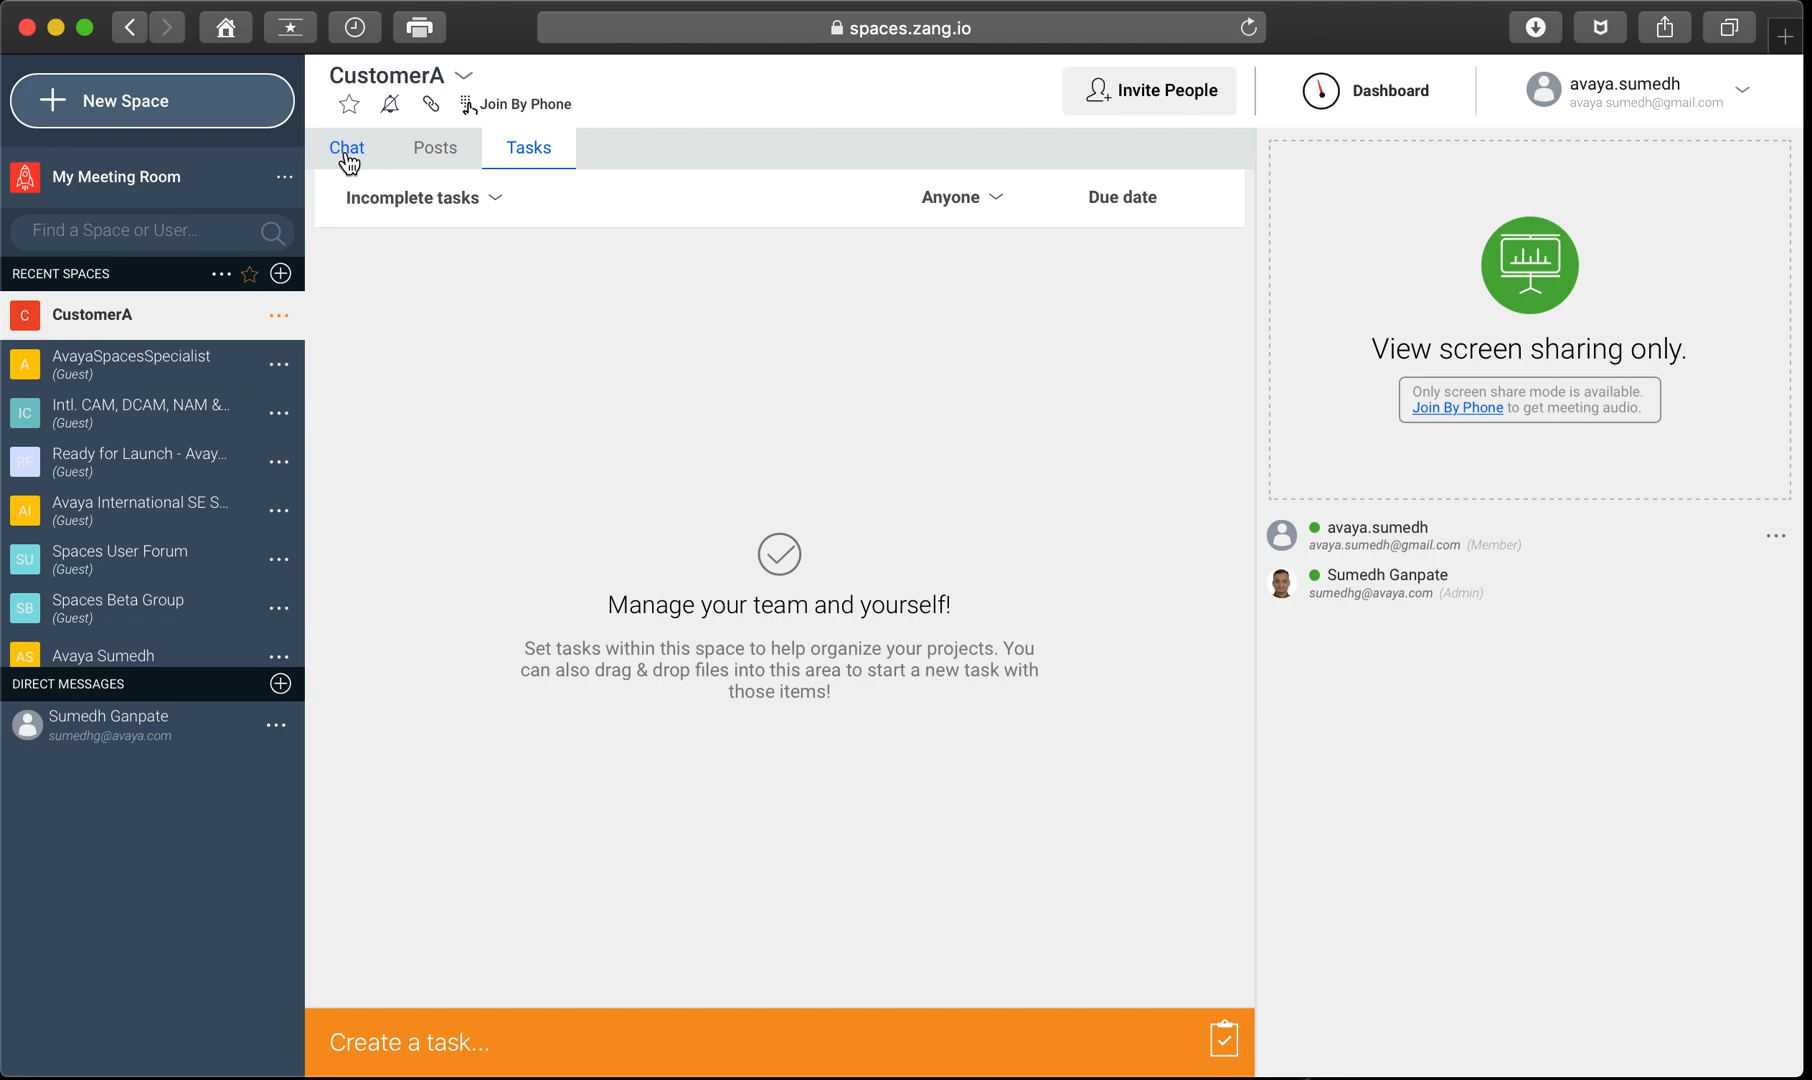 spaces.zang.io
New Space
CustomerA
Join By Phone
Invite People
Dashboard
avaya.sumedh
avaya.sumedh@gmail.com
Chat
Posts
Tasks
My Meeting Room
Incomplete tasks
Anyone
Due date
Find a Space or User...
RECENT SPACES
C
CustomerA
A
AvayaSpacesSpecialist
(Guest)
IC
Intl. CAM, DCAM, NAM &...
(Guest)
RF
Ready for Launch - Avay...
(Guest)
AI
Avaya International SE S...
(Guest)
SU
Spaces User Forum
(Guest)
SB
Spaces Beta Group
(Guest)
AS
Avaya Sumedh
DIRECT MESSAGES
Sumedh Ganpate
sumedhg@avaya.com
Manage your team and yourself!
Set tasks within this space to help organize your projects. You
can also drag & drop files into this area to start a new task with
those items!
Create a task...
View screen sharing only.
Only screen share mode is available.
Join By Phone to get meeting audio.
avaya.sumedh
avaya.sumedh@gmail.com (Member)
Sumedh Ganpate
sumedhg@avaya.com (Admin)